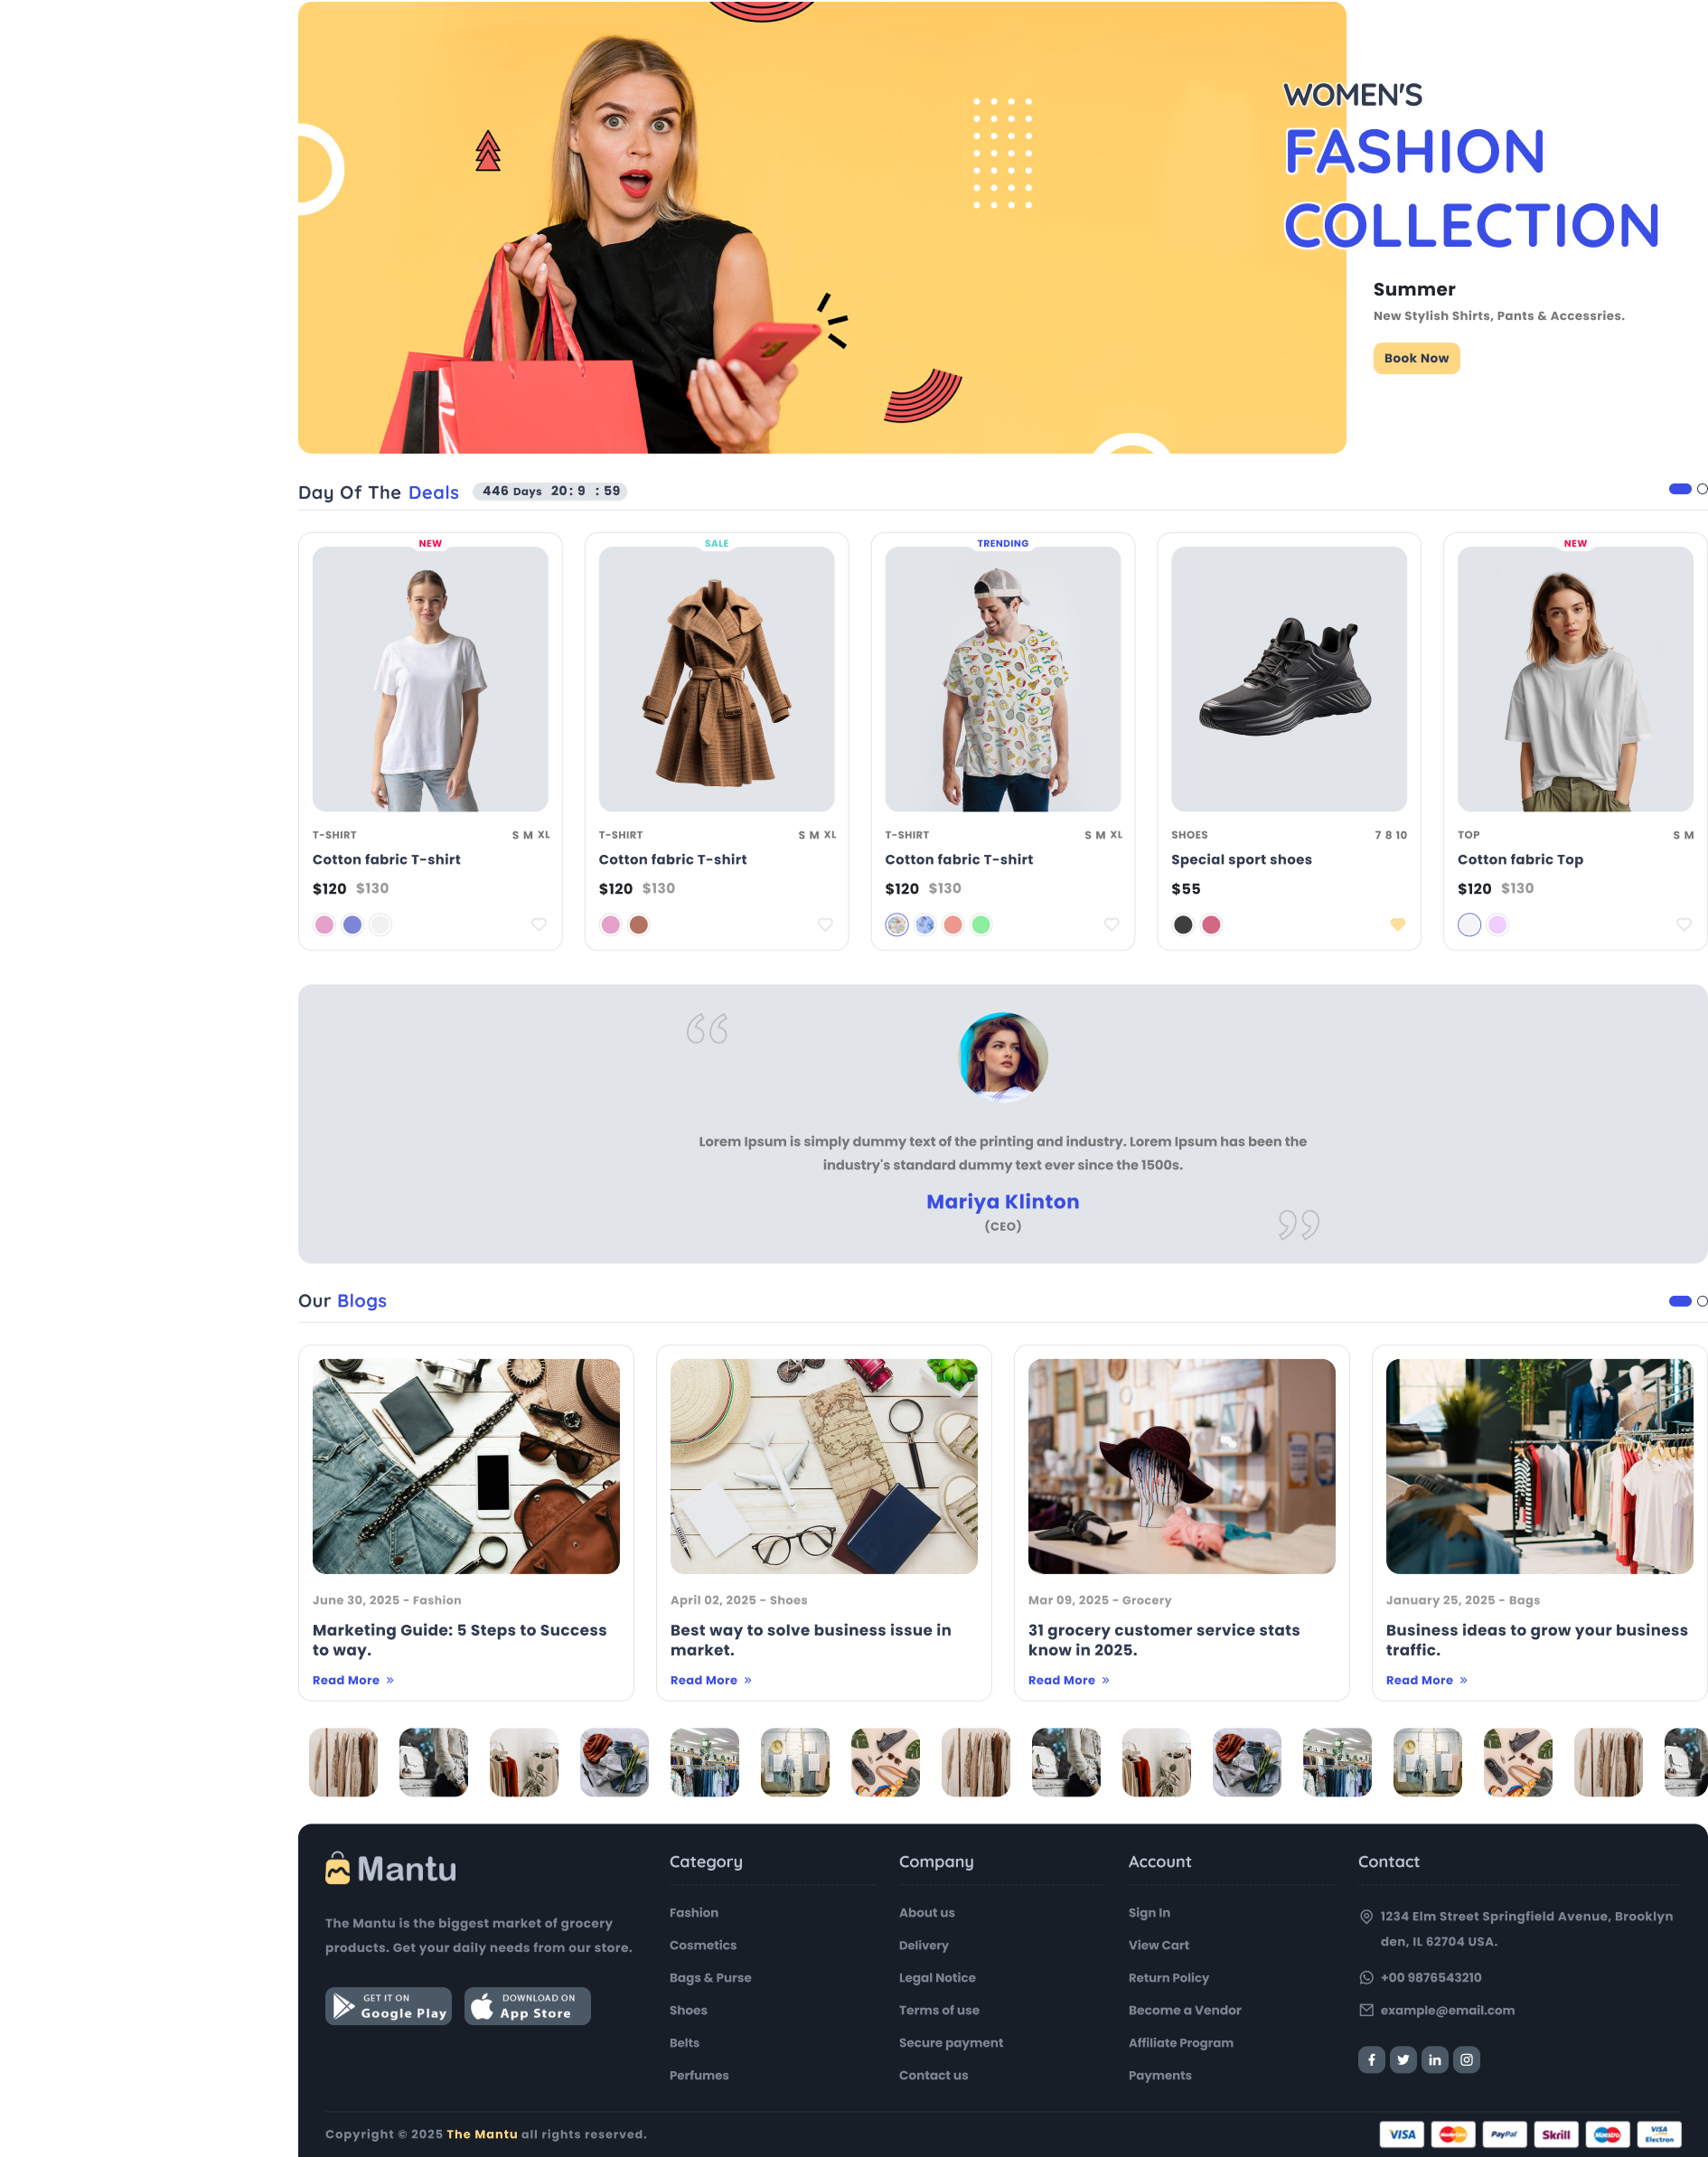 WOMEN'S
FASHION
COLLECTION
Summer
New Stylish Shirts, Pants & Accessries.
Book Now
Day Of The Deals
446 Days 20 : 9 : 59
NEW
T-SHIRT S M XL
Cotton fabric T-shirt
$120 $130
SALE
T-SHIRT S M XL
Cotton fabric T-shirt
$120 $130
TRENDING
T-SHIRT S M XL
Cotton fabric T-shirt
$120 $130
SHOES 7 8 10
Special sport shoes
$55
NEW
TOP S M
Cotton fabric Top
$120 $130
Lorem Ipsum is simply dummy text of the printing and industry. Lorem Ipsum has been the
industry's standard dummy text ever since the 1500s.
Mariya Klinton
(CEO)
Our Blogs
June 30, 2025 - Fashion
Marketing Guide: 5 Steps to Success
to way.
Read More »
April 02, 2025 - Shoes
Best way to solve business issue in
market.
Read More »
Mar 09, 2025 - Grocery
31 grocery customer service stats
know in 2025.
Read More »
January 25, 2025 - Bags
Business ideas to grow your business
traffic.
Read More »
Mantu
The Mantu is the biggest market of grocery
products. Get your daily needs from our store.
GET IT ON
Google Play
DOWNLOAD ON
App Store
Category
Fashion
Cosmetics
Bags & Purse
Shoes
Belts
Perfumes
Company
About us
Delivery
Legal Notice
Terms of use
Secure payment
Contact us
Account
Sign In
View Cart
Return Policy
Become a Vendor
Affiliate Program
Payments
Contact
1234 Elm Street Springfield Avenue, Brooklyn
den, IL 62704 USA.
+00 9876543210
example@email.com
Copyright © 2025 The Mantu all rights reserved.
VISA
MasterCard
PayPal
Skrill
Maestro
VISA
Electron